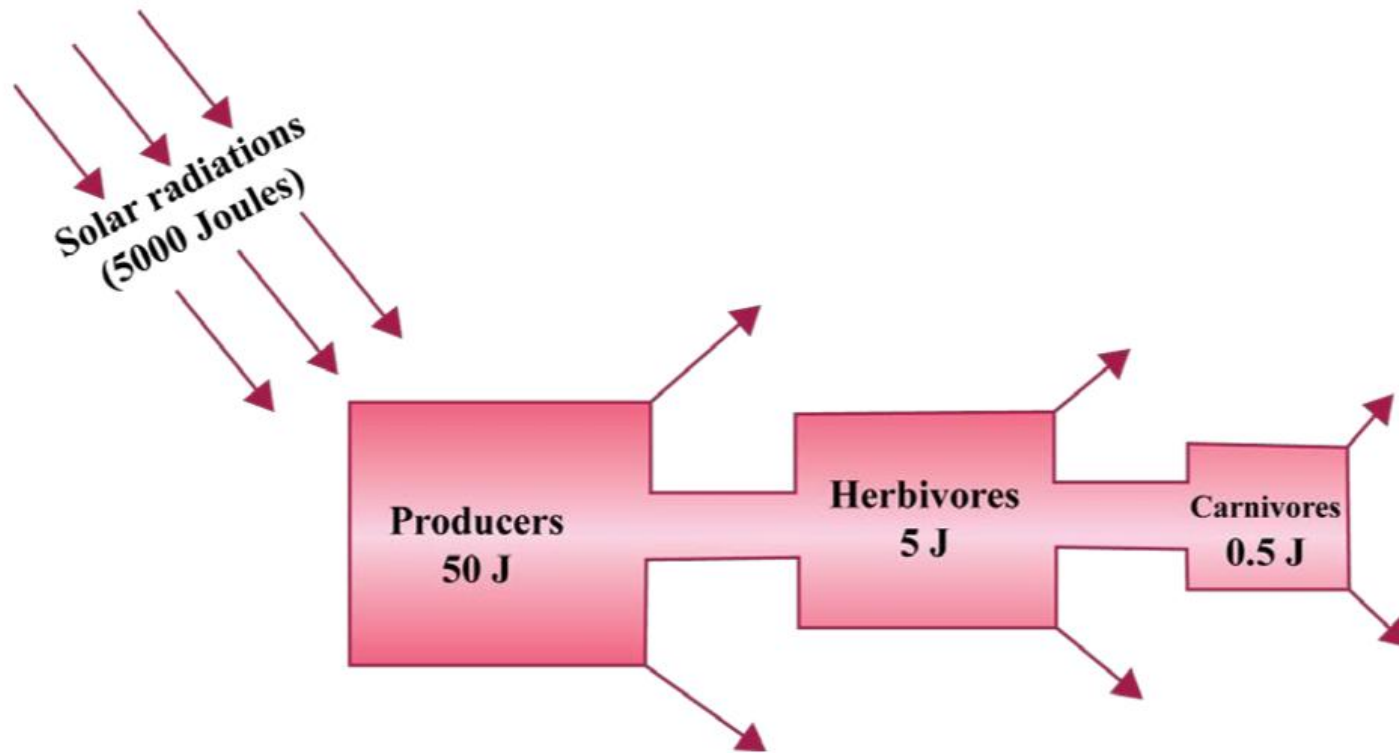 Solar radiations
(5000 Joules)
Producers
50 J
Herbivores
5 J
Carnivores
0.5 J